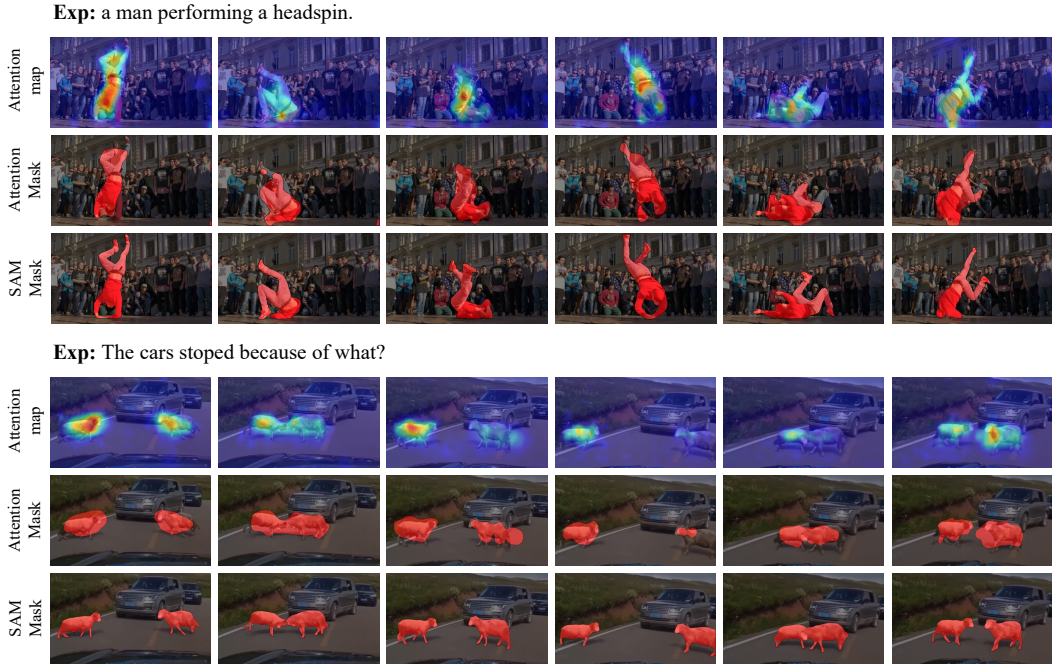 Exp: a man performing a headspin.
Attention
map
Attention
Mask
SAM
Mask
Exp: The cars stoped because of what?
Attention
map
Attention
Mask
SAM
Mask